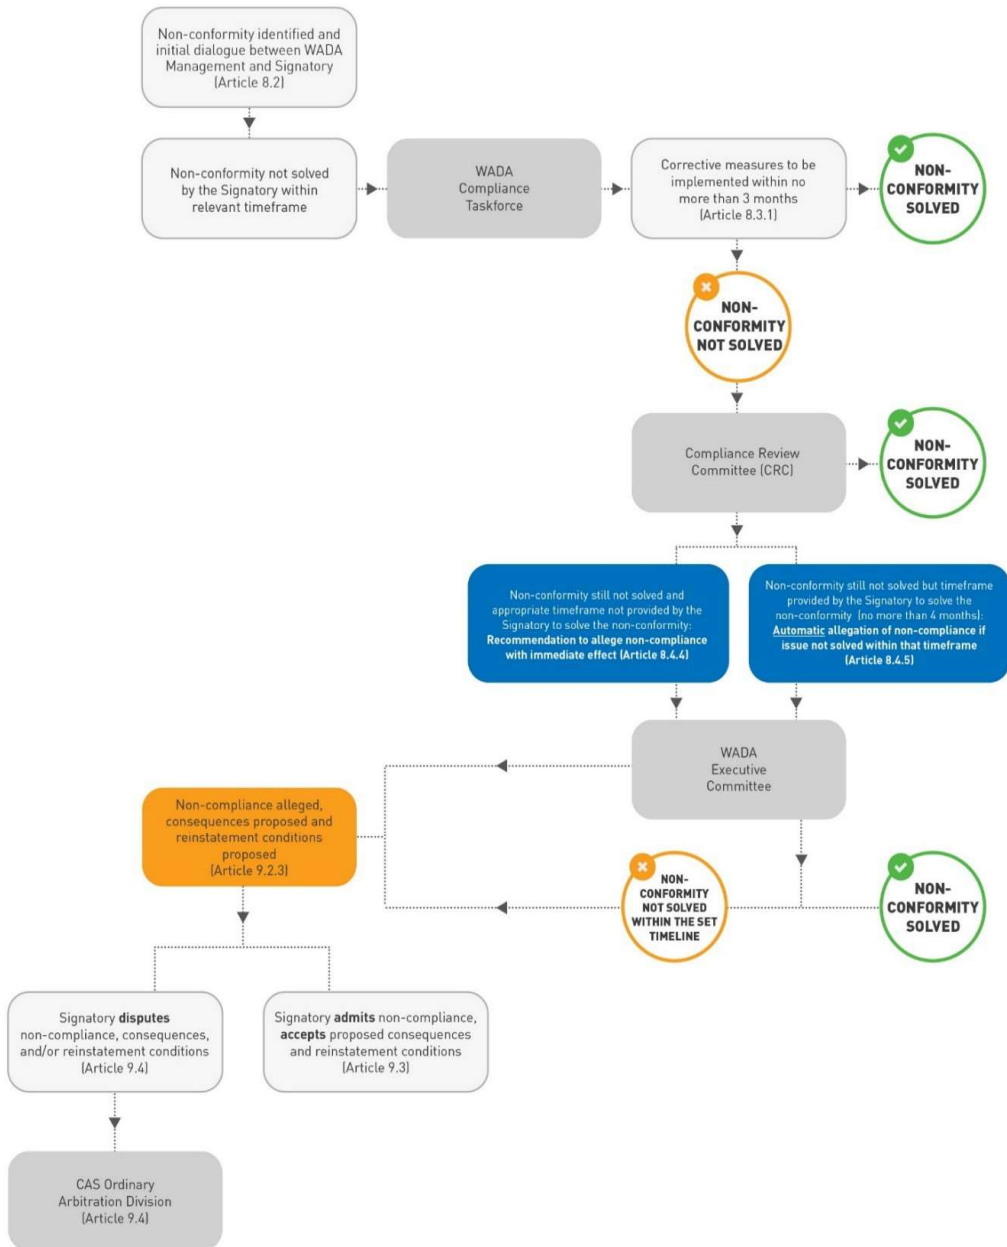 Non-conformity identified and
initial dialogue between WADA
Management and Signatory
(Article 8.2)
Non-conformity not solved
by the Signatory within
relevant timeframe
WADA
Compliance
Taskforce
Corrective measures to be
implemented within no
more than 3 months
(Article 8.3.1)
NON-
CONFORMITY
SOLVED
NON-
CONFORMITY
NOT SOLVED
Compliance Review
Committee (CRC)
NON-
CONFORMITY
SOLVED
Non-conformity still not solved and
appropriate timeframe not provided by the
Signatory to solve the non-conformity:
Recommendation to allege non-compliance
with immediate effect (Article 8.4.4)
Non-conformity still not solved but timeframe
provided by the Signatory to solve the
non-conformity (no more than 4 months):
Automatic allegation of non-compliance if
issue not solved within that timeframe
(Article 8.4.5)
WADA
Executive
Committee
Non-compliance alleged,
consequences proposed and
reinstatement conditions
proposed
(Article 9.2.3)
NON-
CONFORMITY
NOT SOLVED
WITHIN THE SET
TIMELINE
NON-
CONFORMITY
SOLVED
Signatory disputes
non-compliance, consequences,
and/or reinstatement conditions
(Article 9.4)
Signatory admits non-compliance,
accepts proposed consequences
and reinstatement conditions
(Article 9.3)
CAS Ordinary
Arbitration Division
(Article 9.4)